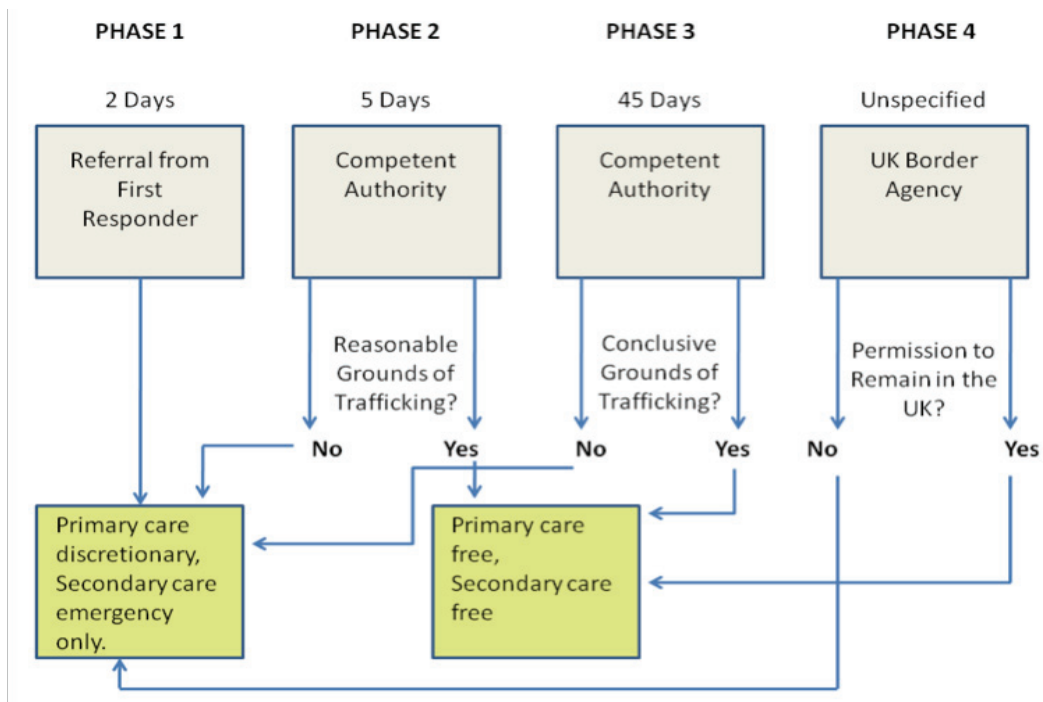 PHASE 1
PHASE 2
PHASE 3
PHASE 4
2 Days
5 Days
45 Days
Unspecified
Referral from
First
Responder
Competent
Authority
Competent
Authority
UK Border
Agency
Reasonable
Grounds of
Trafficking?
Conclusive
Grounds of
Trafficking?
Permission to
Remain in the
UK?
No
Yes
No
Yes
No
Yes
Primary care
discretionary,
Secondary care
emergency
only.
Primary care
free,
Secondary care
free